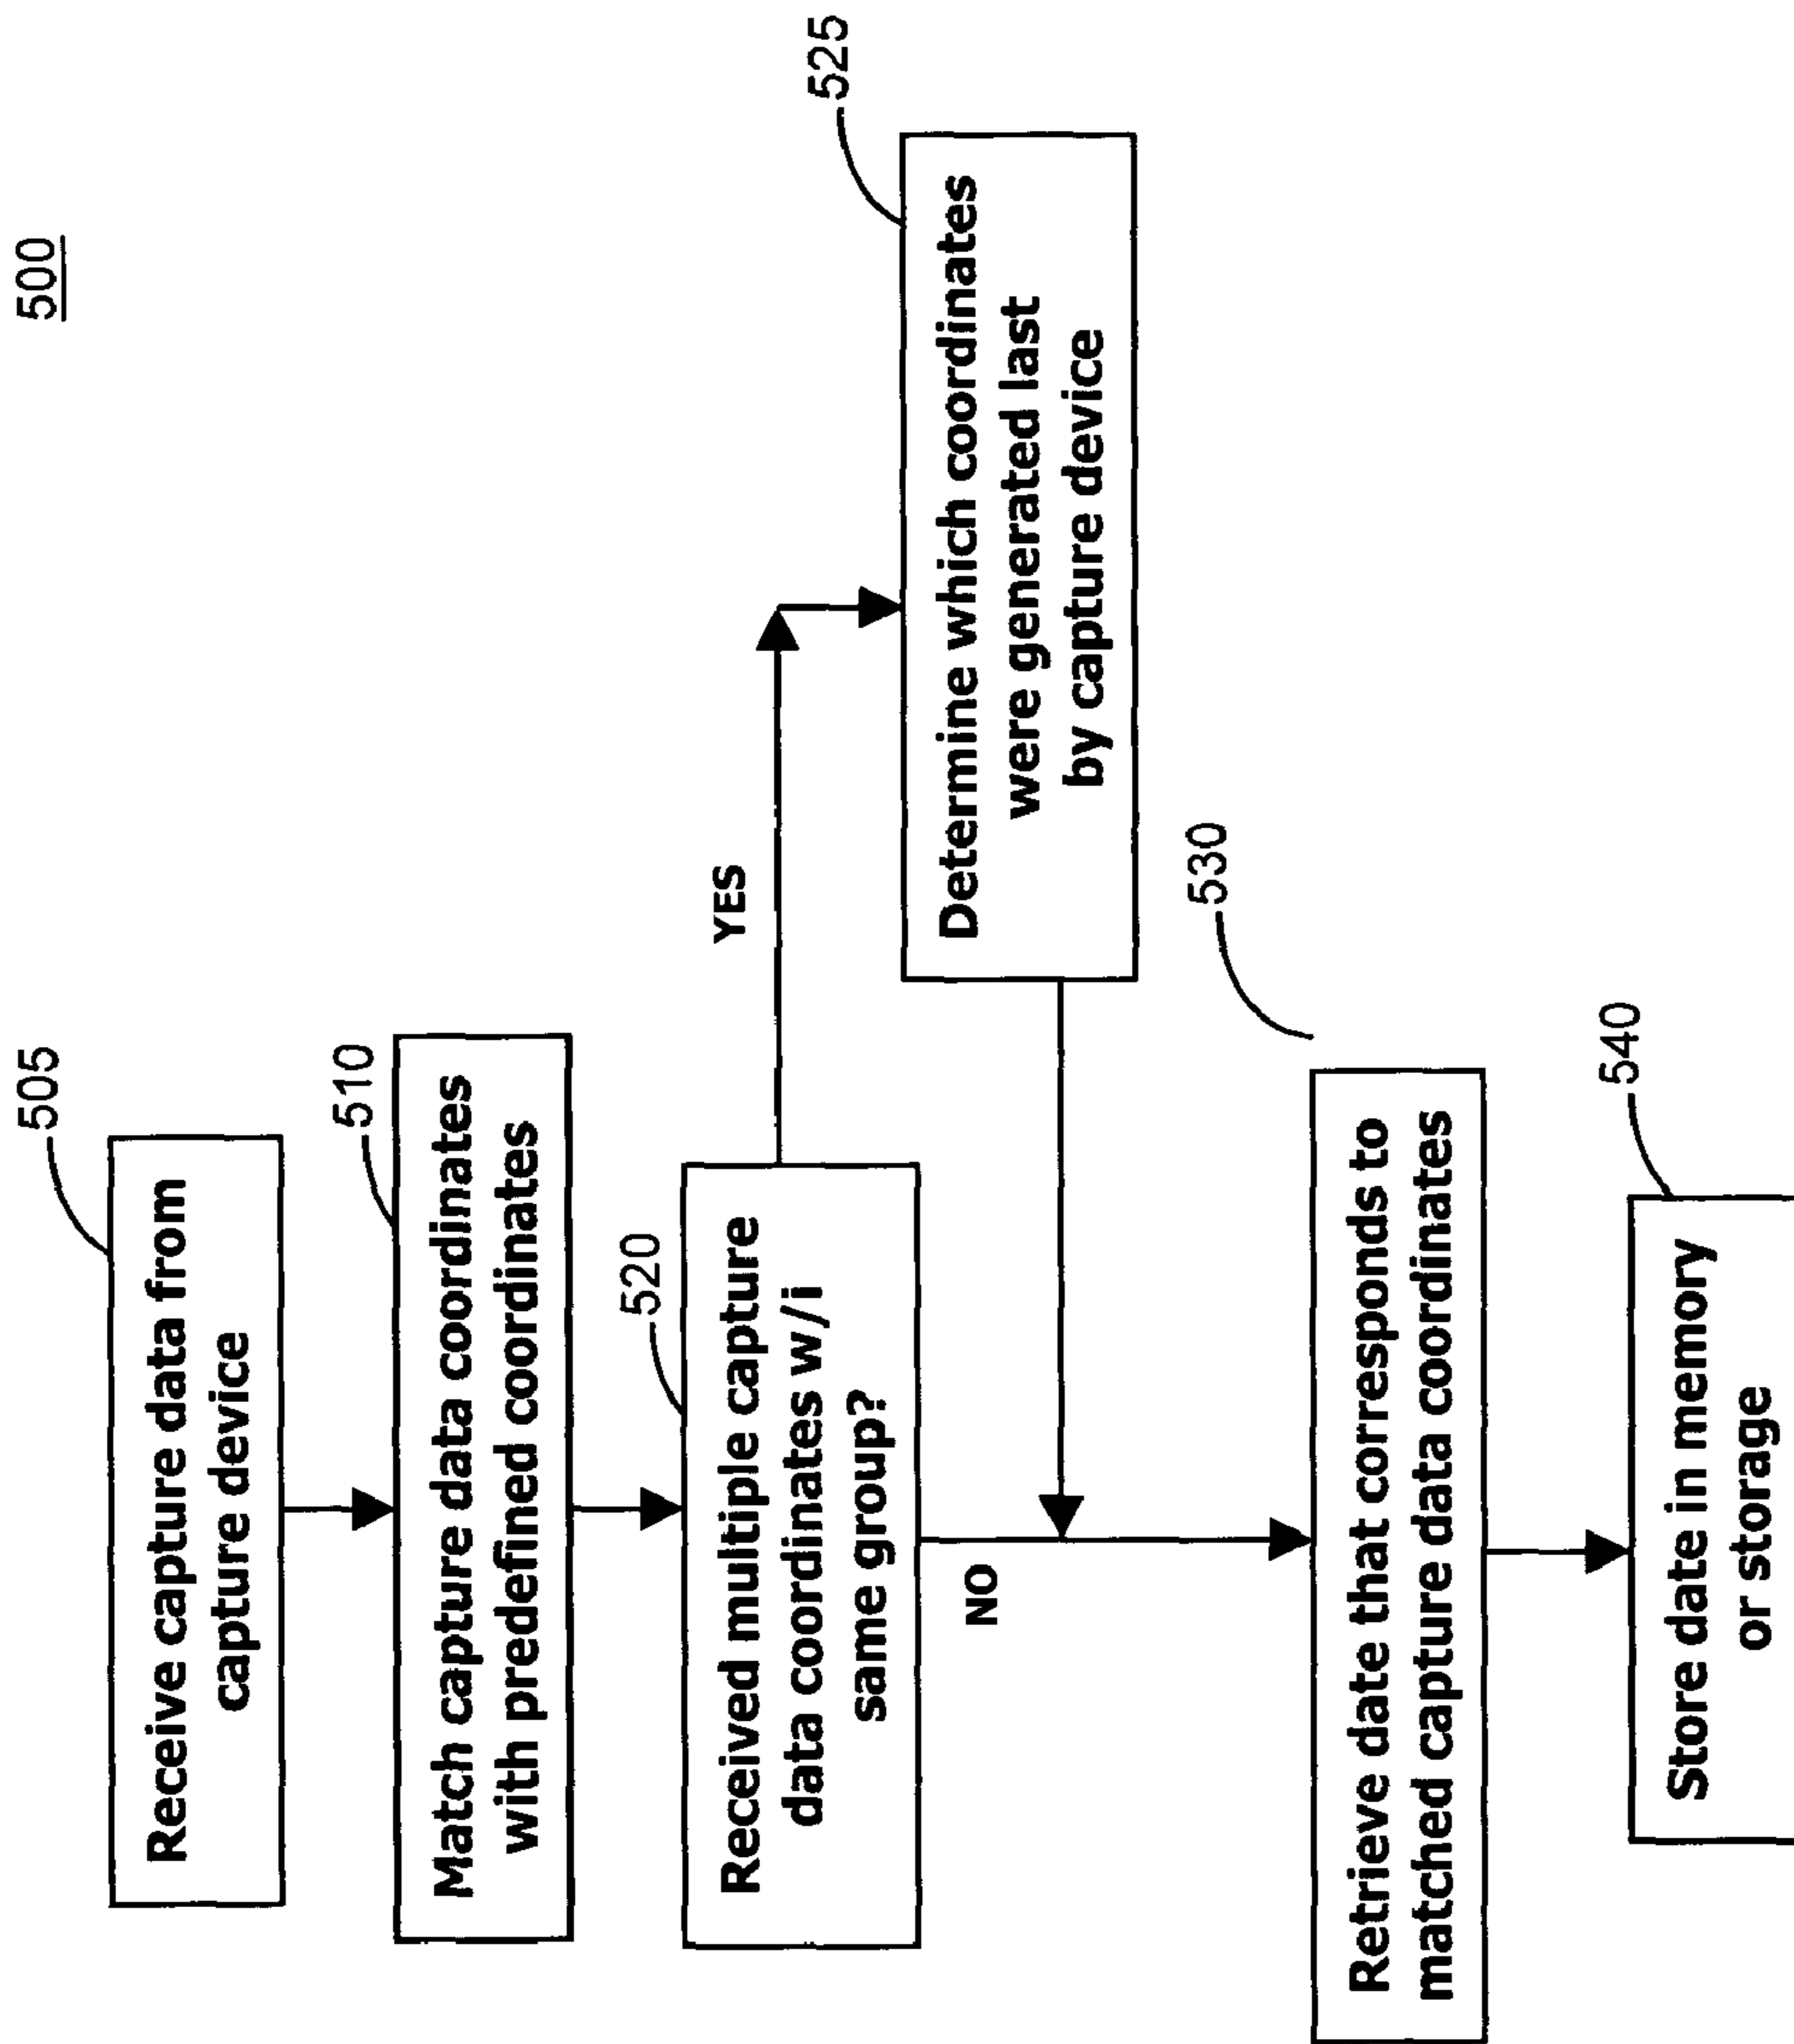 500
505
Receive capture data from
capture device
510
Match capture data coordinates
with predefined coordinates
520
Received multiple capture
data coordinates w/i
same group?
YES
525
Determine which coordinates
were generated last
by capture device
NO
530
Retrieve date that corresponds to
matched capture data coordinates
540
Store date in memory
or storage